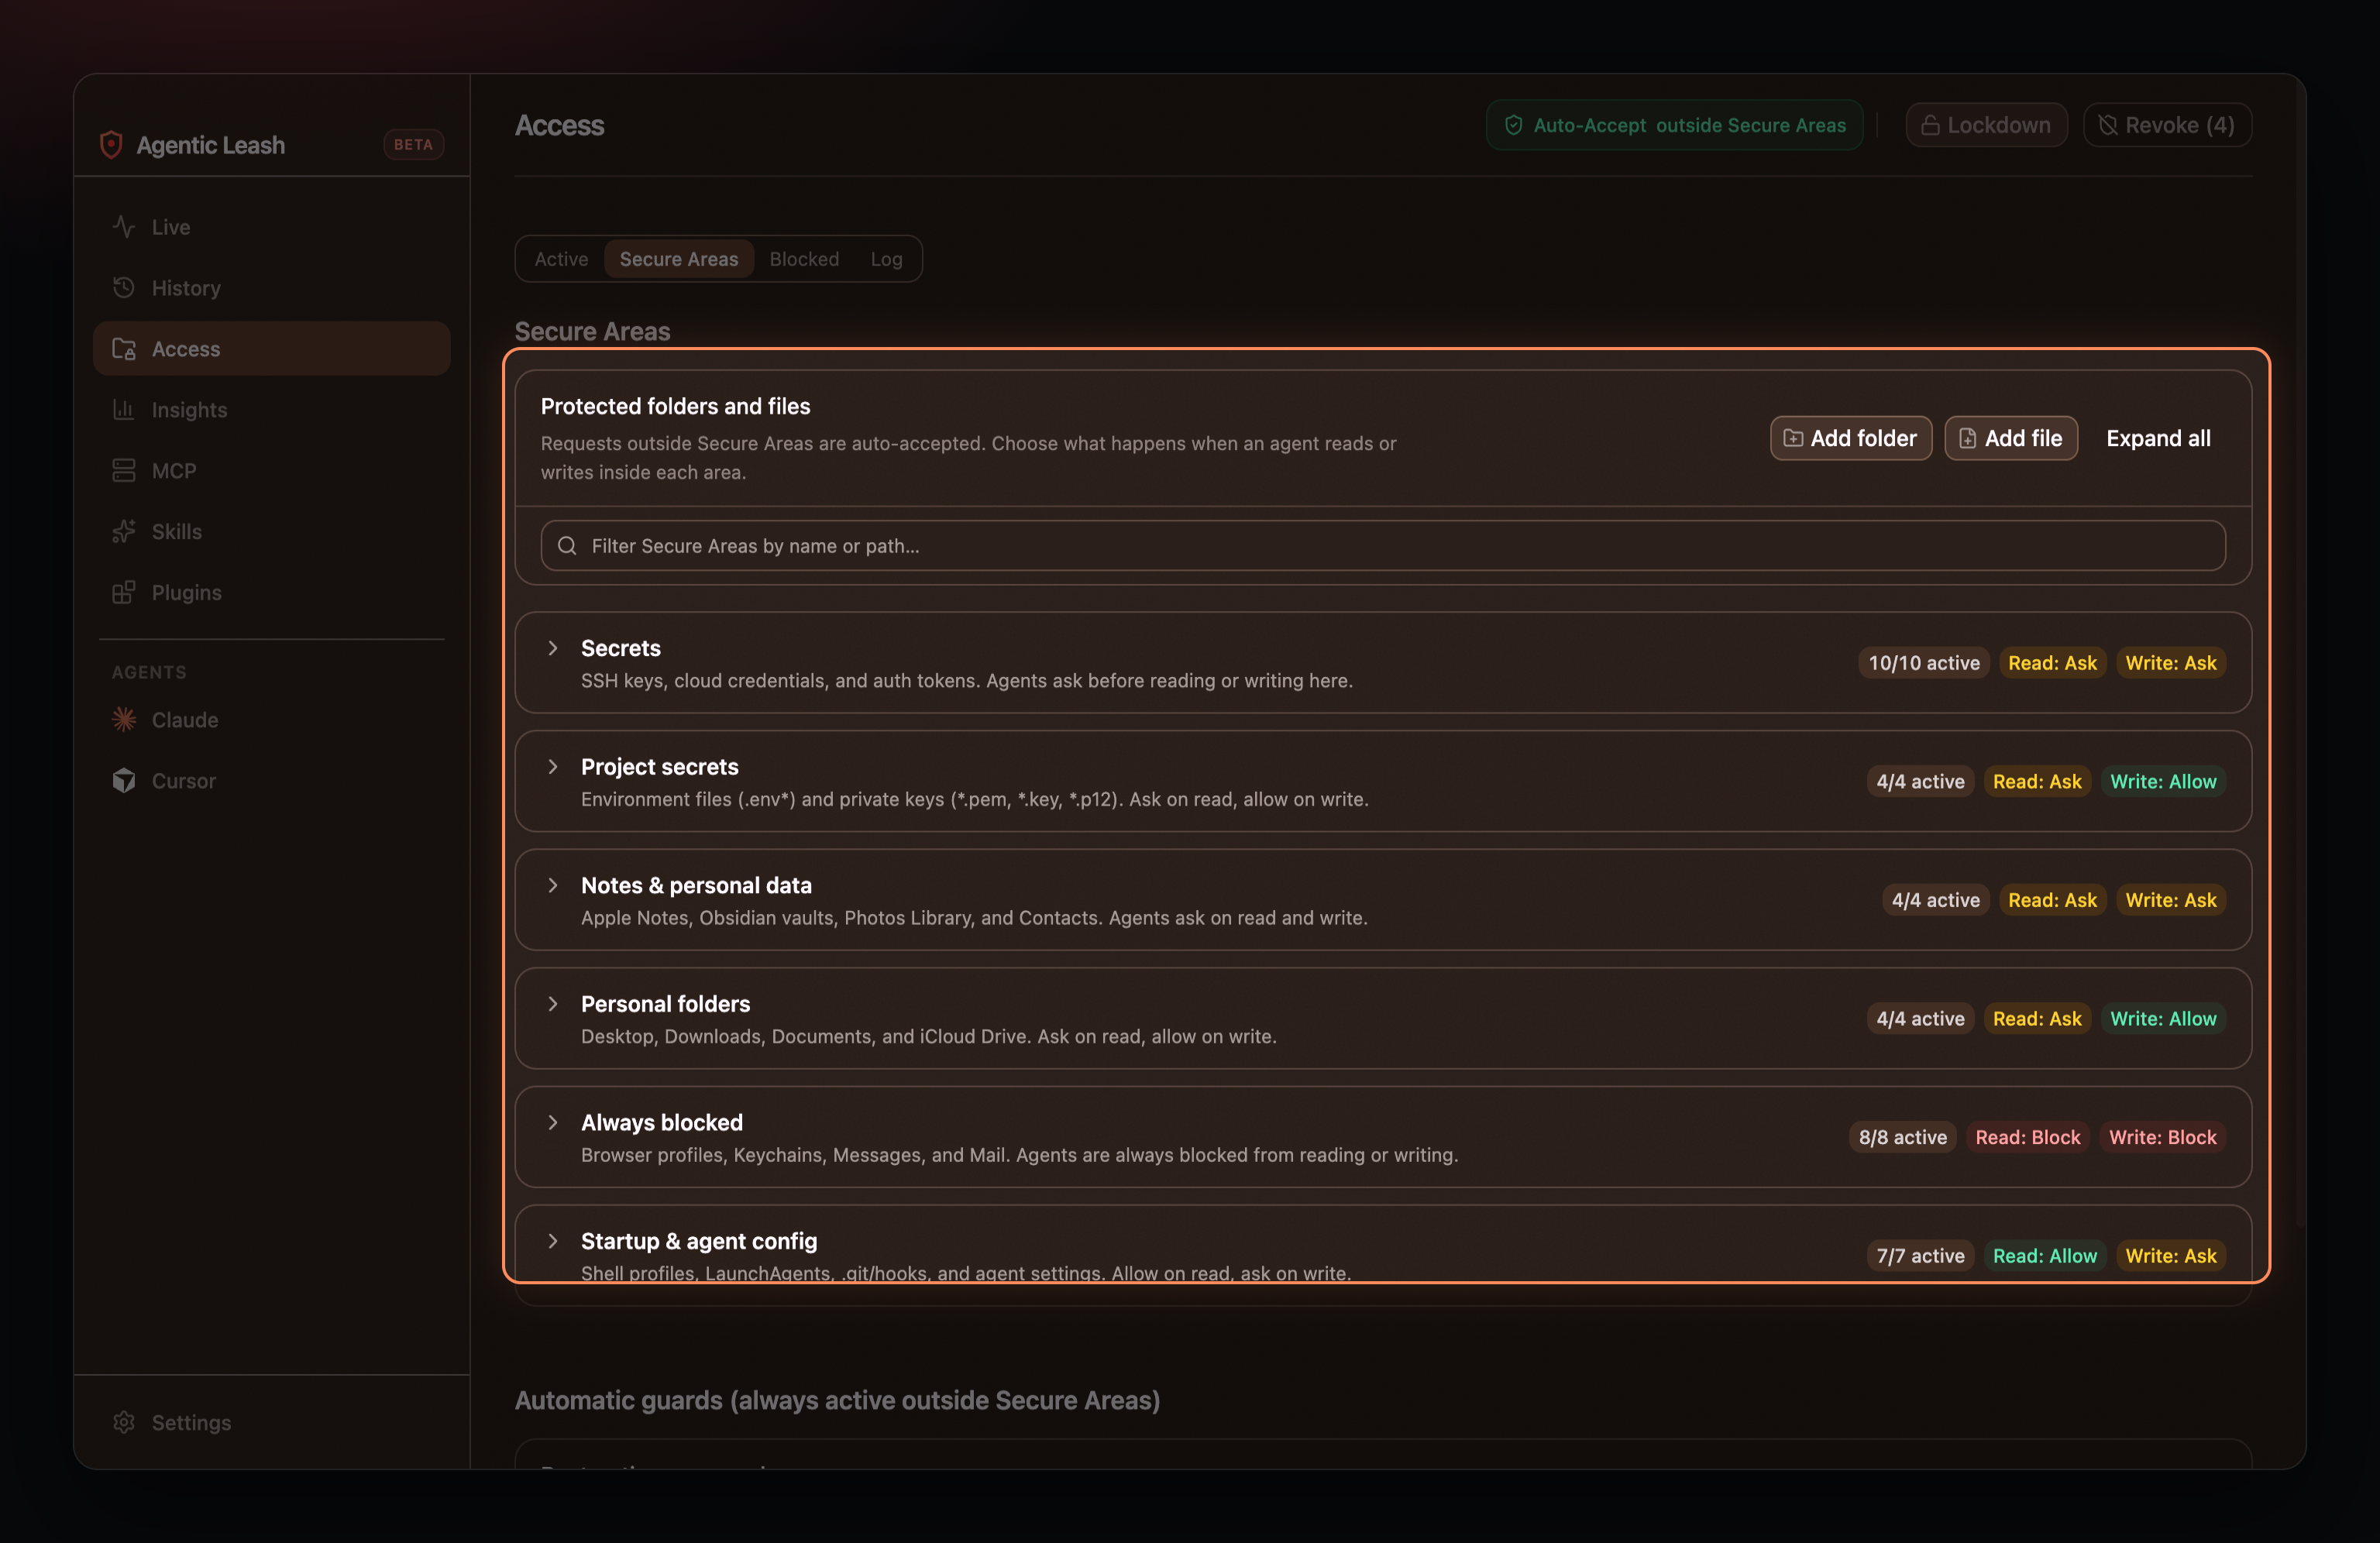 Agentic Leash
BETA
Live
History
Access
Insights
MCP
Skills
Plugins
AGENTS
Claude
Cursor
Settings
Access
Auto-Accept outside Secure Areas
Lockdown
Revoke (4)
Active
Secure Areas
Blocked
Log
Secure Areas
Protected folders and files
Requests outside Secure Areas are auto-accepted. Choose what happens when an agent reads or
writes inside each area.
Add folder
Add file
Expand all
Filter Secure Areas by name or path...
Secrets
SSH keys, cloud credentials, and auth tokens. Agents ask before reading or writing here.
10/10 active
Read: Ask
Write: Ask
Project secrets
Environment files (.env*) and private keys (*.pem, *.key, *.p12). Ask on read, allow on write.
4/4 active
Read: Ask
Write: Allow
Notes & personal data
Apple Notes, Obsidian vaults, Photos Library, and Contacts. Agents ask on read and write.
4/4 active
Read: Ask
Write: Ask
Personal folders
Desktop, Downloads, Documents, and iCloud Drive. Ask on read, allow on write.
4/4 active
Read: Ask
Write: Allow
Always blocked
Browser profiles, Keychains, Messages, and Mail. Agents are always blocked from reading or writing.
8/8 active
Read: Block
Write: Block
Startup & agent config
Shell profiles, LaunchAgents, .git/hooks, and agent settings. Allow on read, ask on write.
7/7 active
Read: Allow
Write: Ask
Automatic guards (always active outside Secure Areas)